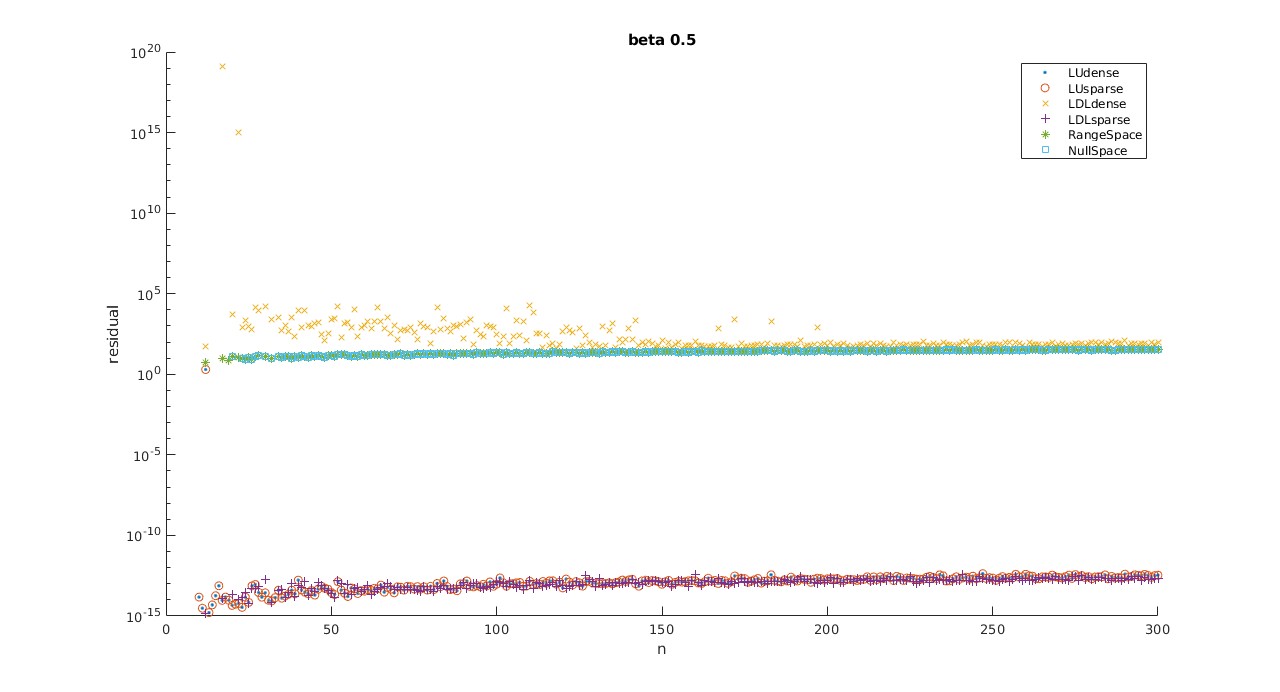 beta 0.5
10^20
10^15
10^10
10^5
10^0
10^-5
10^-10
10^-15
residual
0 50 100 150 200 250 300
n
LUdense
LUsparse
LDLdense
LDLsparse
RangeSpace
NullSpace